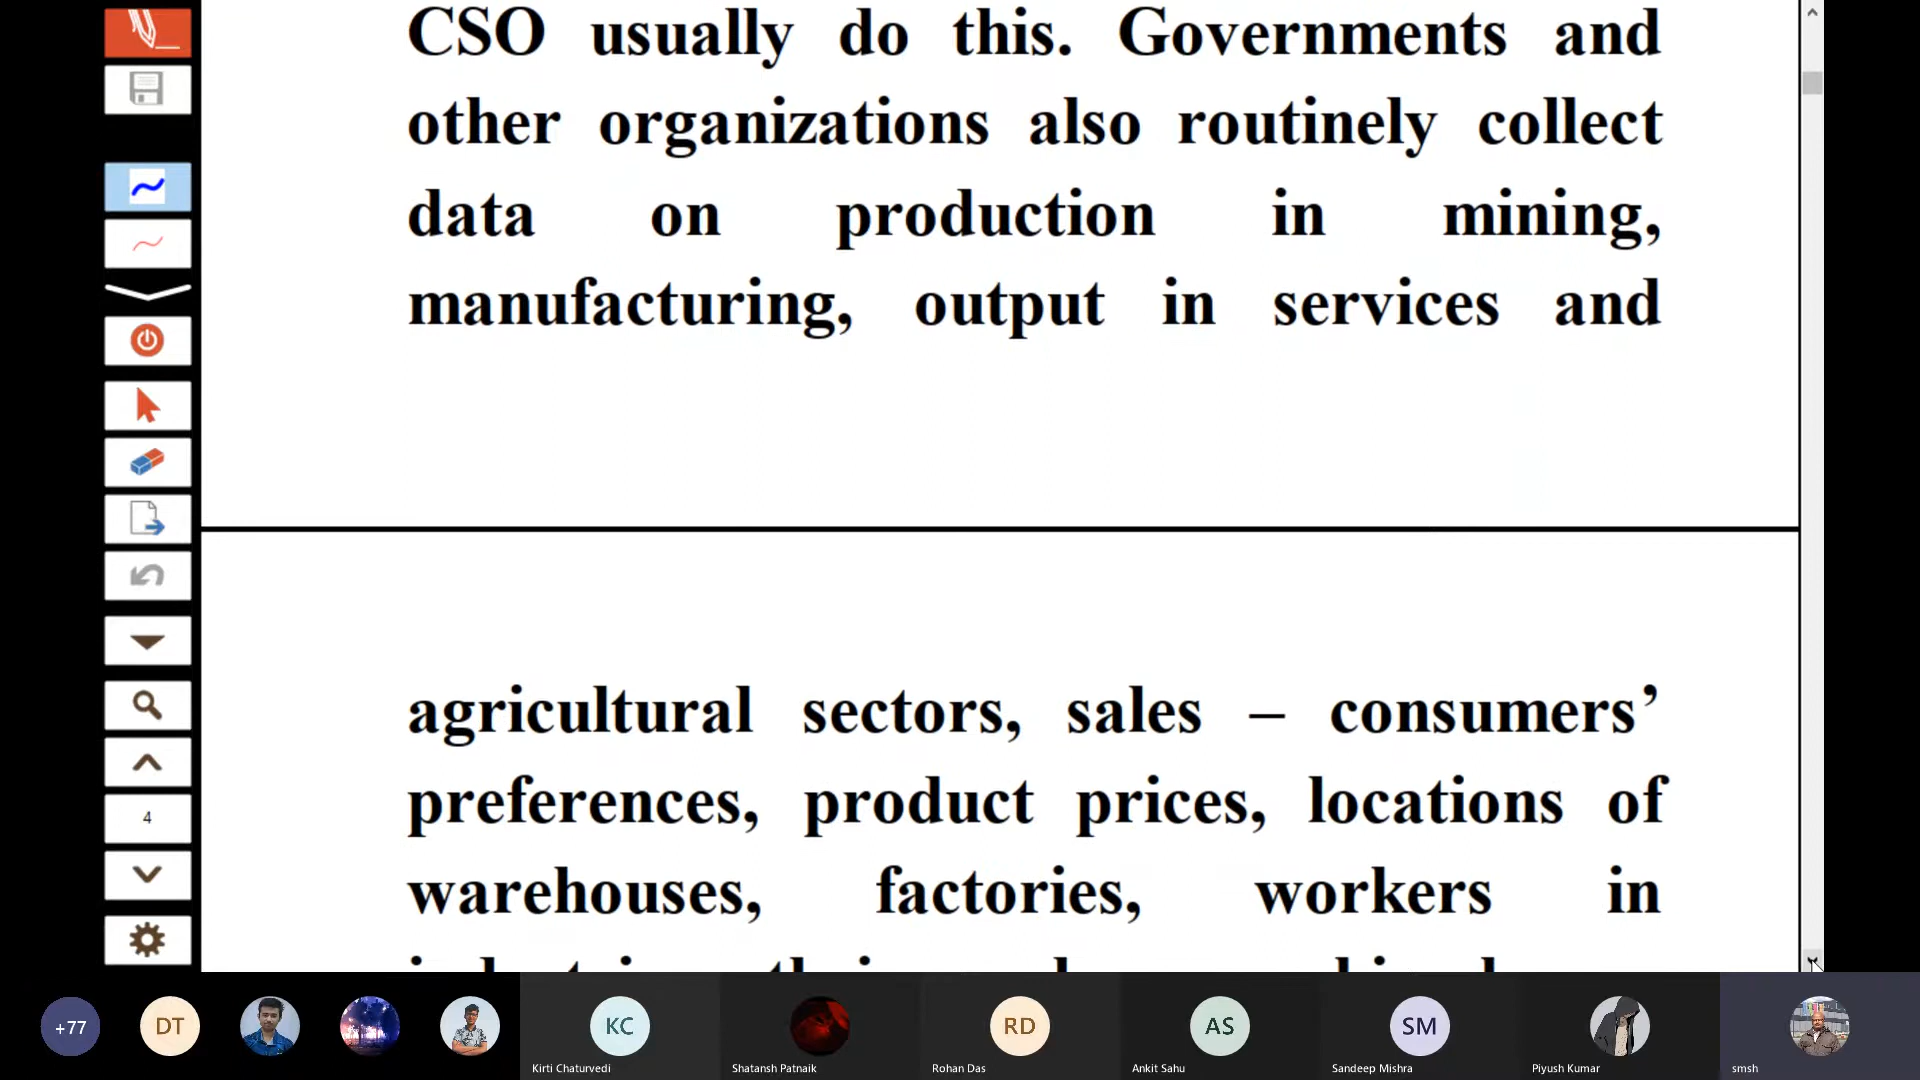 CSO usually do this. Governments and
other organizations also routinely collect
data on production in mining,
manufacturing, output in services and
agricultural sectors, sales – consumers’
preferences, product prices, locations of
warehouses, factories, workers in
4
+77
DT
KC
RD
AS
SM
Kirti Chaturvedi
Shatansh Patnaik
Rohan Das
Ankit Sahu
Sandeep Mishra
Piyush Kumar
smsh